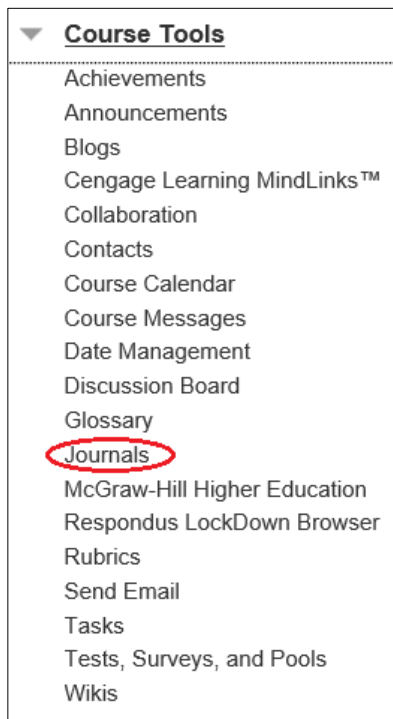 Course Tools
Achievements
Announcements
Blogs
Cengage Learning MindLinks™
Collaboration
Contacts
Course Calendar
Course Messages
Date Management
Discussion Board
Glossary
Journals
McGraw-Hill Higher Education
Respondus LockDown Browser
Rubrics
Send Email
Tasks
Tests, Surveys, and Pools
Wikis